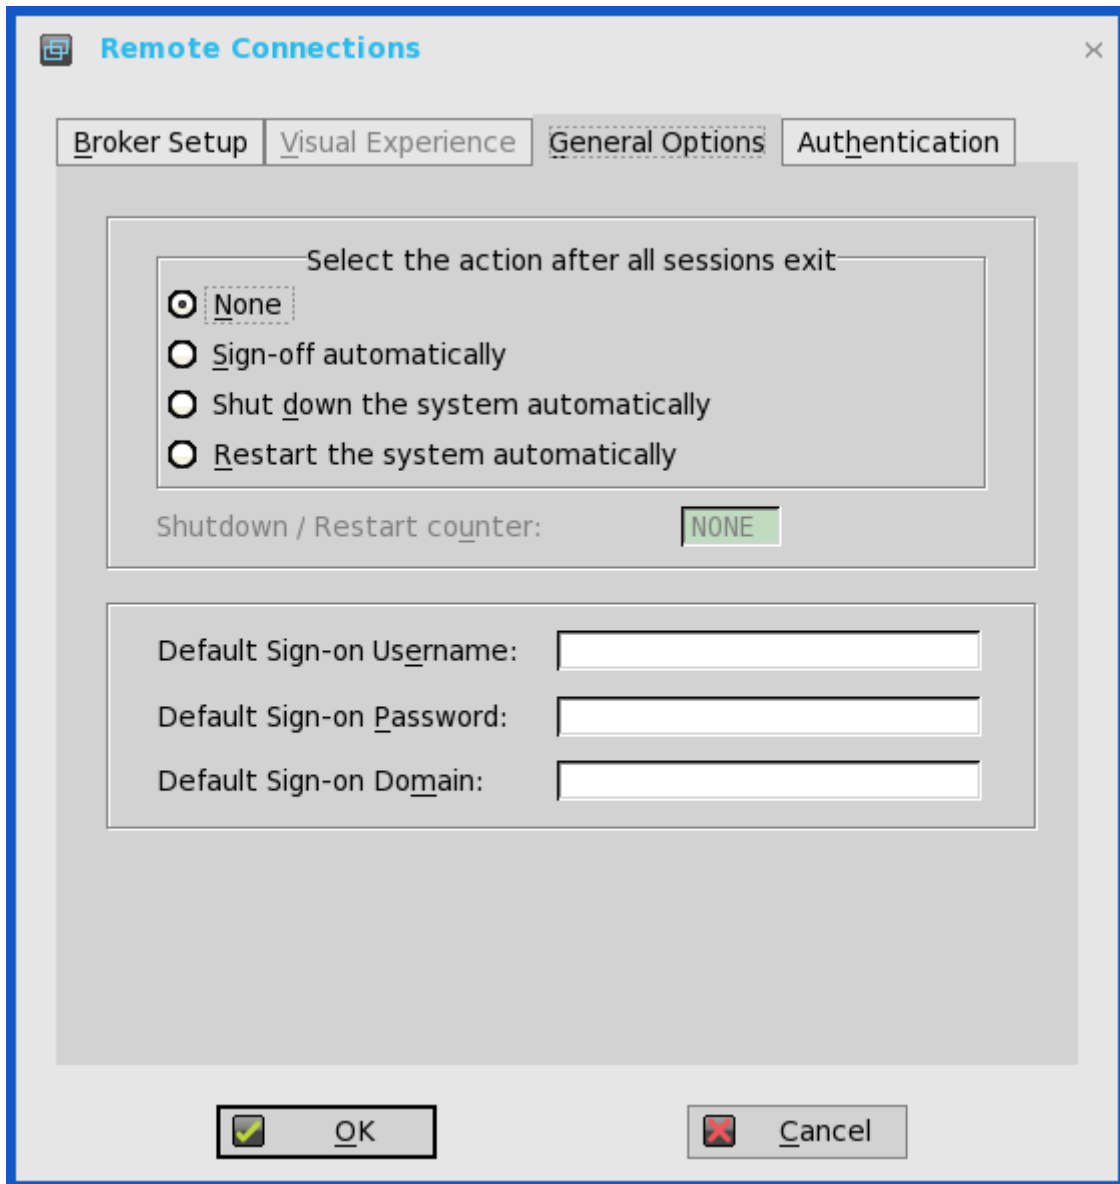 Remote Connections
Broker Setup
Visual Experience
General Options
Authentication
Select the action after all sessions exit
None
Sign-off automatically
Shut down the system automatically
Restart the system automatically
Shutdown / Restart counter: NONE
Default Sign-on Username:
Default Sign-on Password:
Default Sign-on Domain:
OK
Cancel